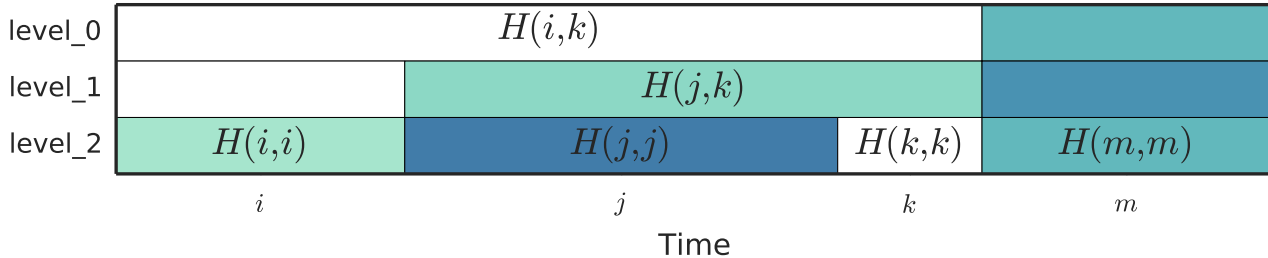 level_0 H(i,k)
level_1 H(j,k)
level_2 H(i,i) H(j,j) H(k,k) H(m,m)
i j k m
Time